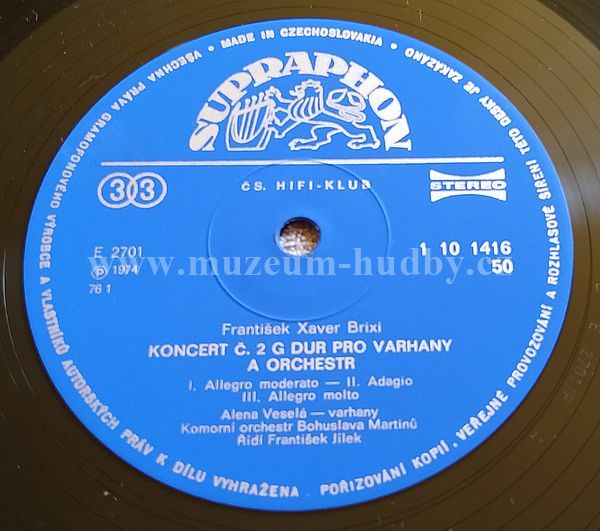 VŠECHNA PRÁVA GRAMOFONOVÉHO VÝROBCE A VLASTNÍKŮ AUTORSKÝCH PRÁV K DÍLU VYHRAŽENA . POŘIZOVÁNÍ KOPIÍ, VEŘEJNÉ PROVOZOVÁNÍ A ROZHLASOVÉ ŠÍŘENÍ TÉTO DESKY JE ZAKÁZÁNO • MADE IN CZECHOSLOVAKIA •
SUPRAPHON
33
ČS. HIFI-KLUB
STEREO
E 2701
1 10 1416
Ⓟ 1974
50
76 1
www.muzeum-hudby.cz
František Xaver Brixi
KONCERT Č. 2 G DUR PRO VARHANY
A ORCHESTR
I. Allegro moderato — II. Adagio
III. Allegro molto
Alena Veselá — varhany
Komorní orchestr Bohuslava Martinů
Řídí František Jílek